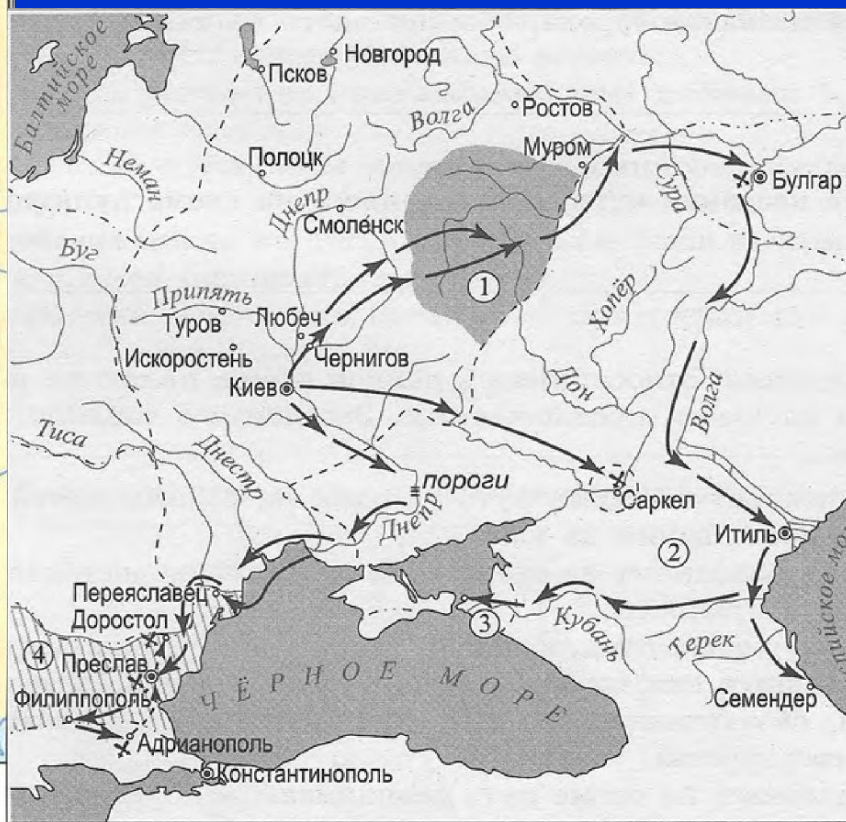 Балтийское
море
Новгород
Псков
Ростов
Волга
Муром
Неман
Полоцк
Днепр
Смоленск
Сура
Булгар
Буг
1
Хопёр
Припять
Туров
Любеч
Искоростень
Чернигов
Киев
Дон
Волга
Тиса
Днестр
пороги
Саркел
Днепр
Итиль
2
Переяславец
Доростол
3
Кубань
Терек
4
Преслав
Филиппополь
ЧЁРНОЕ МОРЕ
Семендер
Адрианополь
Константинополь